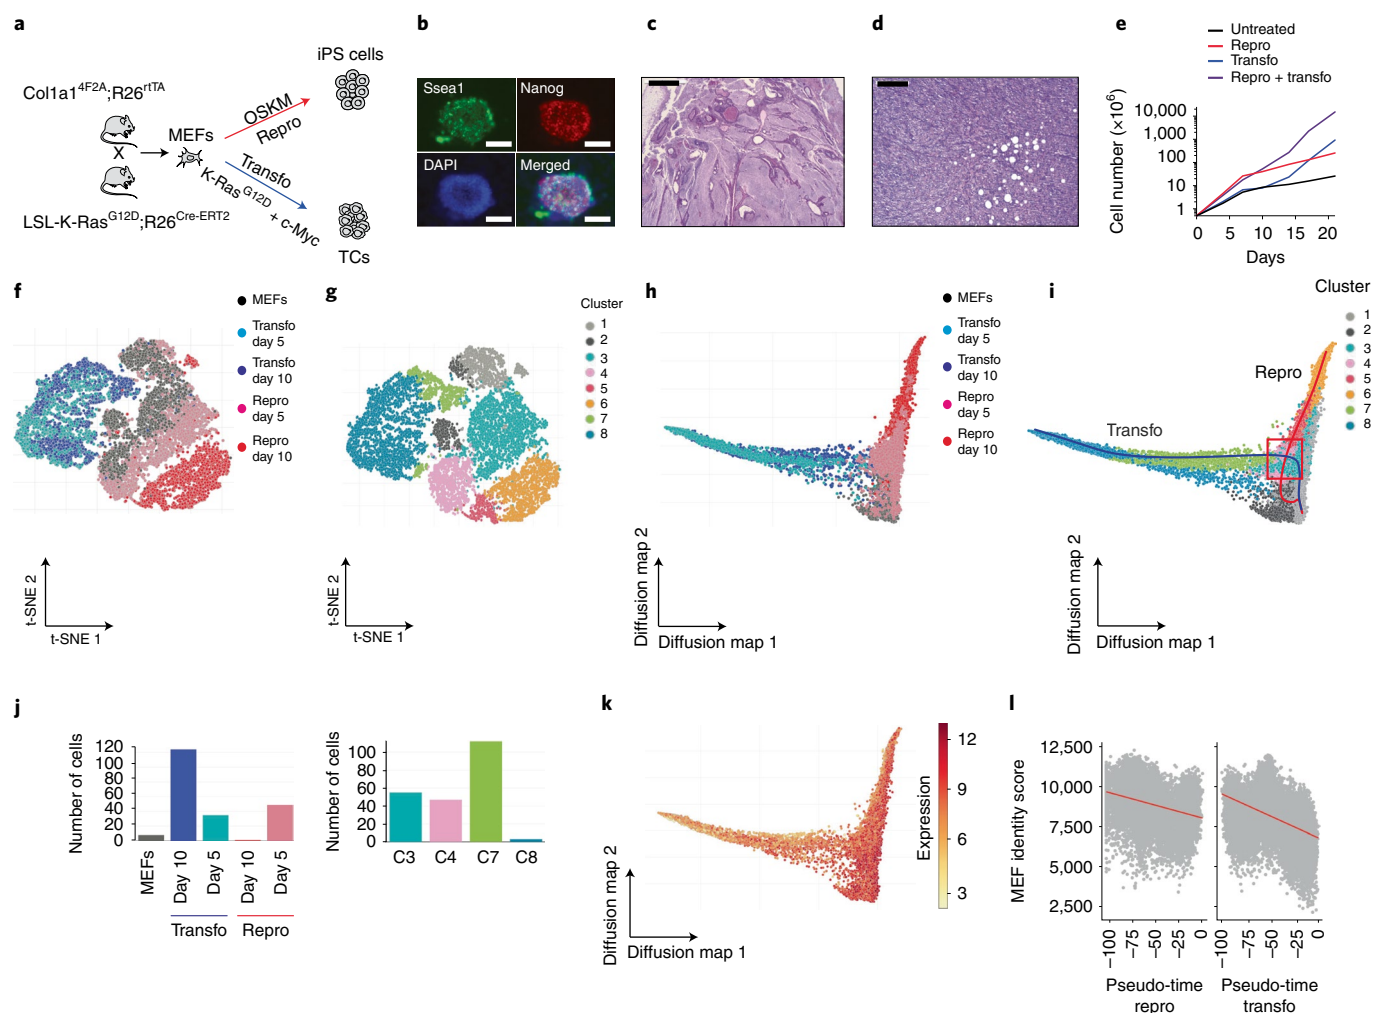 a
Col1a1^4F2A;R26^rtTA
X
LSL-K-Ras^G12D;R26^Cre-ERT2
MEFs
OSKM
Repro
Transfo
K-Ras^G12D + c-Myc
iPS cells
TCs
b
Ssea1
Nanog
DAPI
Merged
c
d
e
Untreated
Repro
Transfo
Repro + transfo
Cell number (×10^6)
10,000
1,000
100
10
1
0 5 10 15 20
Days
f
MEFs
Transfo
day 5
Transfo
day 10
Repro
day 5
Repro
day 10
t-SNE 2
t-SNE 1
g
Cluster
1
2
3
4
5
6
7
8
t-SNE 2
t-SNE 1
h
MEFs
Transfo
day 5
Transfo
day 10
Repro
day 5
Repro
day 10
Diffusion map 2
Diffusion map 1
i
Cluster
1
2
3
4
5
6
7
8
Repro
Transfo
Diffusion map 2
Diffusion map 1
j
Number of cells
120
100
80
60
40
20
0
MEFs
Day 10
Day 5
Day 10
Day 5
Transfo
Repro
Number of cells
100
80
60
40
20
0
C3 C4 C7 C8
k
Expression
12
9
6
3
Diffusion map 2
Diffusion map 1
l
MEF identity score
12,500
10,000
7,500
5,000
2,500
−100 −75 −50 −25 0
−100 −75 −50 −25 0
Pseudo-time
repro
Pseudo-time
transfo